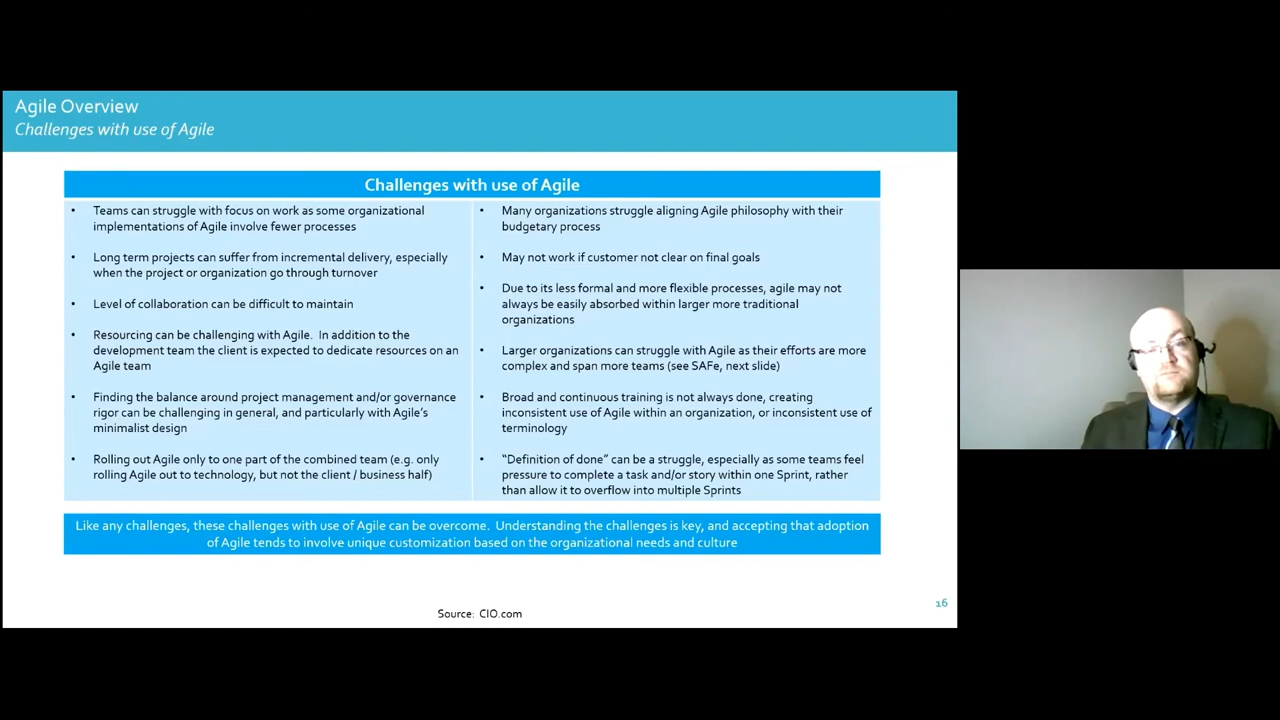 Agile Overview
Challenges with use of Agile
Challenges with use of Agile
• Teams can struggle with focus on work as some organizational
implementations of Agile involve fewer processes
• Long term projects can suffer from incremental delivery, especially
when the project or organization go through turnover
• Level of collaboration can be difficult to maintain
• Resourcing can be challenging with Agile.  In addition to the
development team the client is expected to dedicate resources on an
Agile team
• Finding the balance around project management and/or governance
rigor can be challenging in general, and particularly with Agile's
minimalist design
• Rolling out Agile only to one part of the combined team (e.g. only
rolling Agile out to technology, but not the client / business half)
• Many organizations struggle aligning Agile philosophy with their
budgetary process
• May not work if customer not clear on final goals
• Due to its less formal and more flexible processes, agile may not
always be easily absorbed within larger more traditional
organizations
• Larger organizations can struggle with Agile as their efforts are more
complex and span more teams (see SAFe, next slide)
• Broad and continuous training is not always done, creating
inconsistent use of Agile within an organization, or inconsistent use of
terminology
• "Definition of done" can be a struggle, especially as some teams feel
pressure to complete a task and/or story within one Sprint, rather
than allow it to overflow into multiple Sprints
Like any challenges, these challenges with use of Agile can be overcome.  Understanding the challenges is key, and accepting that adoption
of Agile tends to involve unique customization based on the organizational needs and culture
16
Source:  CIO.com